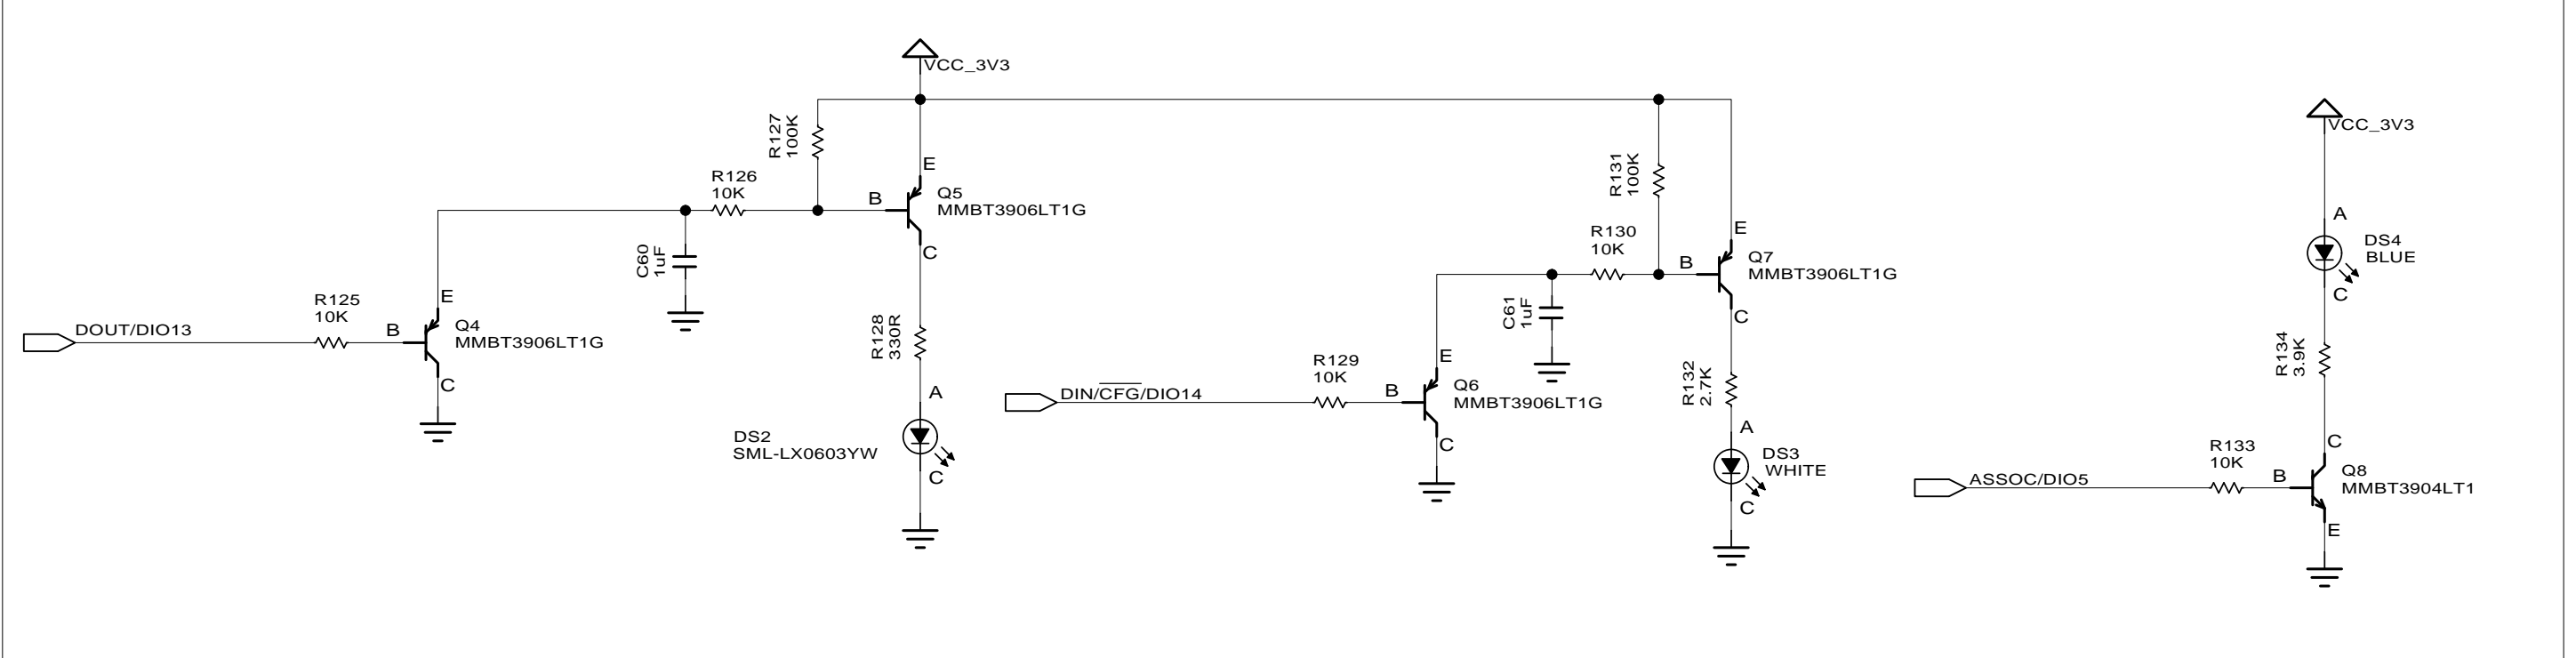 VCC_3V3
R127
100K
E
R126
10K
B
Q5
MMBT3906LT1G
C
C60
1uF
R125
10K
E
DOUT/DIO13
B
Q4
MMBT3906LT1G
C
R128
330R
A
DS2
SML-LX0603YW
C
R131
100K
E
R130
10K
B
Q7
MMBT3906LT1G
C
C61
1uF
R129
10K
E
DIN/CFG/DIO14
B
Q6
MMBT3906LT1G
C
R132
2.7K
A
DS3
WHITE
C
VCC_3V3
A
DS4
BLUE
C
R134
3.9K
C
R133
10K
ASSOC/DIO5
B
Q8
MMBT3904LT1
E